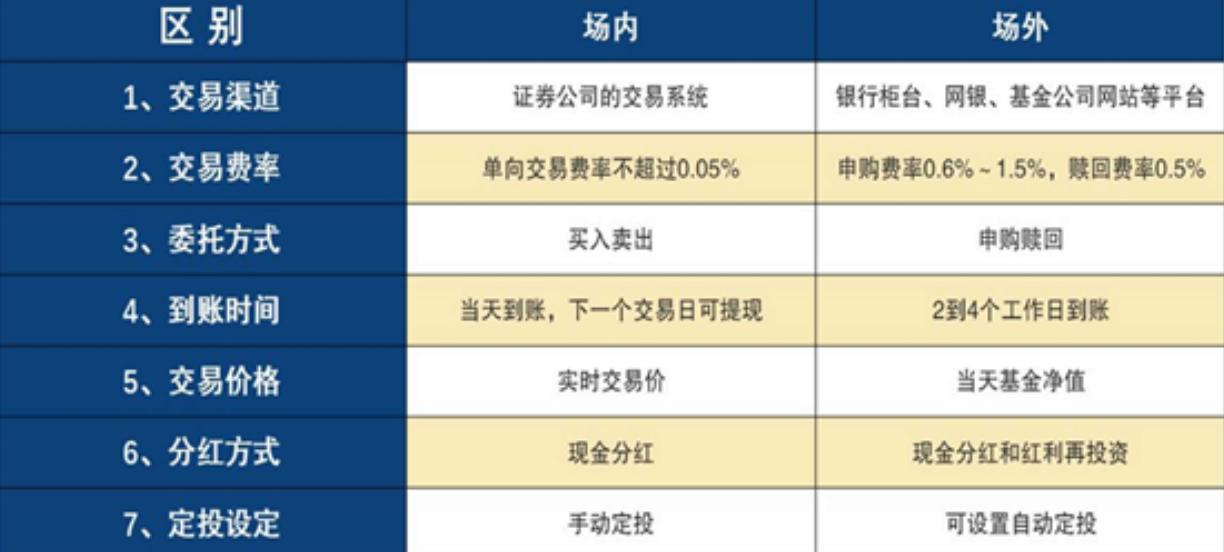 区 别 场内 场外
1、交易渠道 证券公司的交易系统 银行柜台、网银、基金公司网站等平台
2、交易费率 单向交易费率不超过0.05% 申购费率0.6%~1.5%，赎回费率0.5%
3、委托方式 买入卖出 申购赎回
4、到账时间 当天到账，下一个交易日可提现 2到4个工作日到账
5、交易价格 实时交易价 当天基金净值
6、分红方式 现金分红 现金分红和红利再投资
7、定投设定 手动定投 可设置自动定投